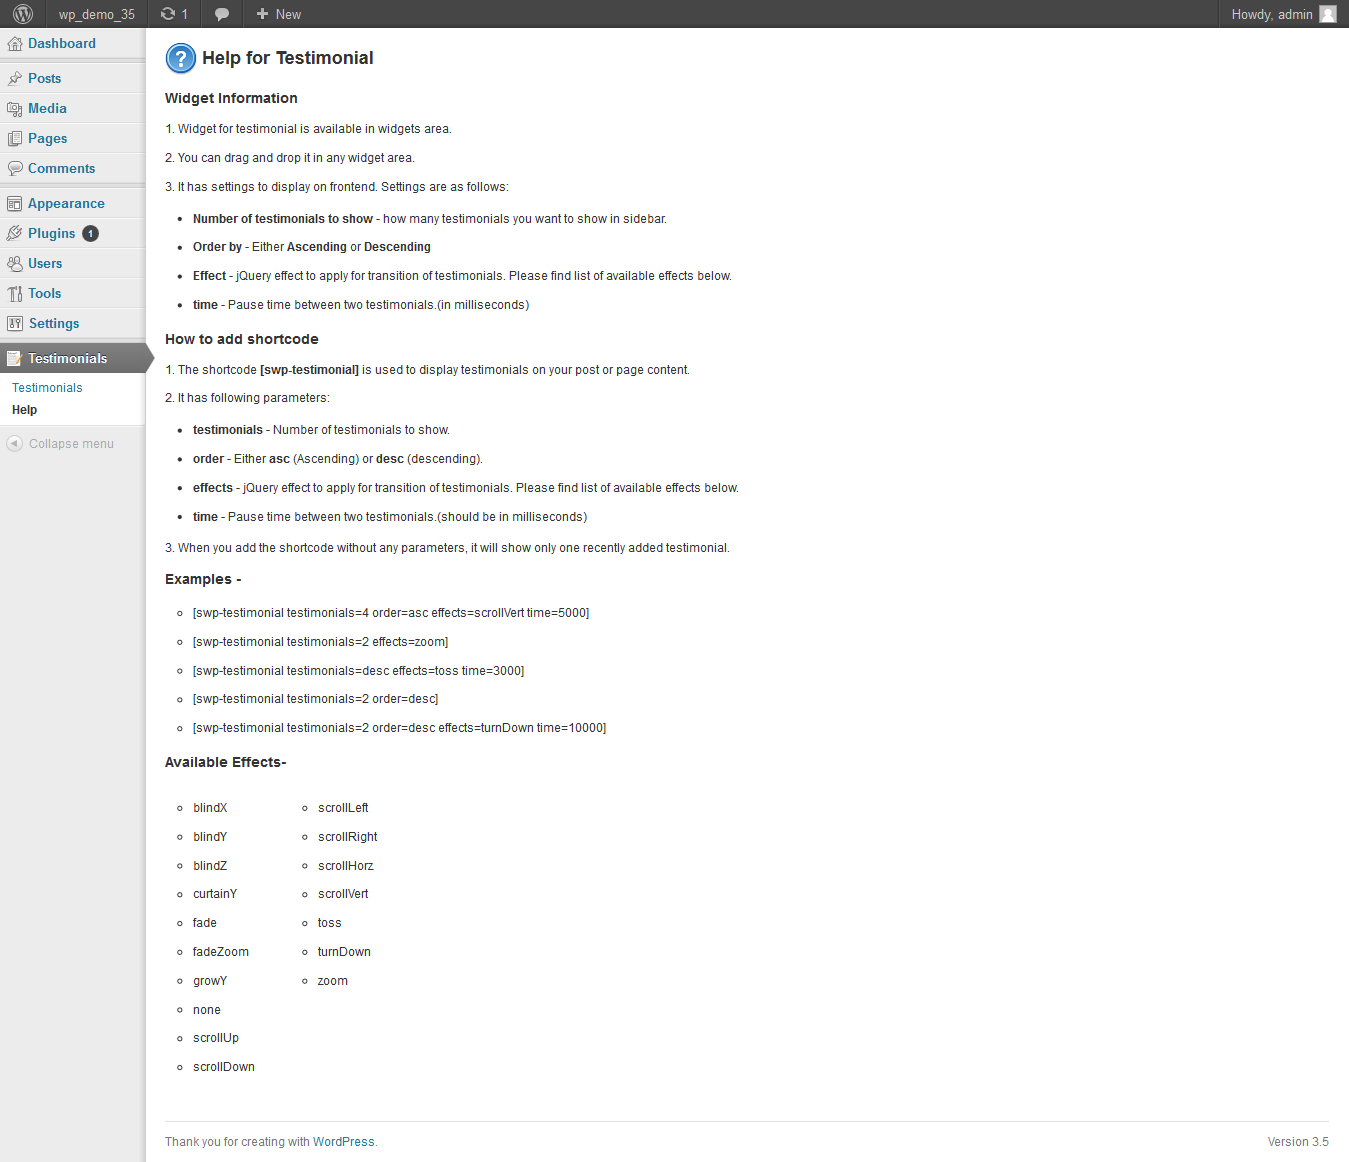 wp_demo_35
1
New
Howdy, admin
Dashboard
Posts
Media
Pages
Comments
Appearance
Plugins 1
Users
Tools
Settings
Testimonials
Testimonials
Help
Collapse menu
? Help for Testimonial
Widget Information
1. Widget for testimonial is available in widgets area.
2. You can drag and drop it in any widget area.
3. It has settings to display on frontend. Settings are as follows:
Number of testimonials to show - how many testimonials you want to show in sidebar.
Order by - Either Ascending or Descending
Effect - jQuery effect to apply for transition of testimonials. Please find list of available effects below.
time - Pause time between two testimonials.(in milliseconds)
How to add shortcode
1. The shortcode [swp-testimonial] is used to display testimonials on your post or page content.
2. It has following parameters:
testimonials - Number of testimonials to show.
order - Either asc (Ascending) or desc (descending).
effects - jQuery effect to apply for transition of testimonials. Please find list of available effects below.
time - Pause time between two testimonials.(should be in milliseconds)
3. When you add the shortcode without any parameters, it will show only one recently added testimonial.
Examples -
[swp-testimonial testimonials=4 order=asc effects=scrollVert time=5000]
[swp-testimonial testimonials=2 effects=zoom]
[swp-testimonial testimonials=desc effects=toss time=3000]
[swp-testimonial testimonials=2 order=desc]
[swp-testimonial testimonials=2 order=desc effects=turnDown time=10000]
Available Effects-
blindX
blindY
blindZ
curtainY
fade
fadeZoom
growY
none
scrollUp
scrollDown
scrollLeft
scrollRight
scrollHorz
scrollVert
toss
turnDown
zoom
Thank you for creating with WordPress.
Version 3.5